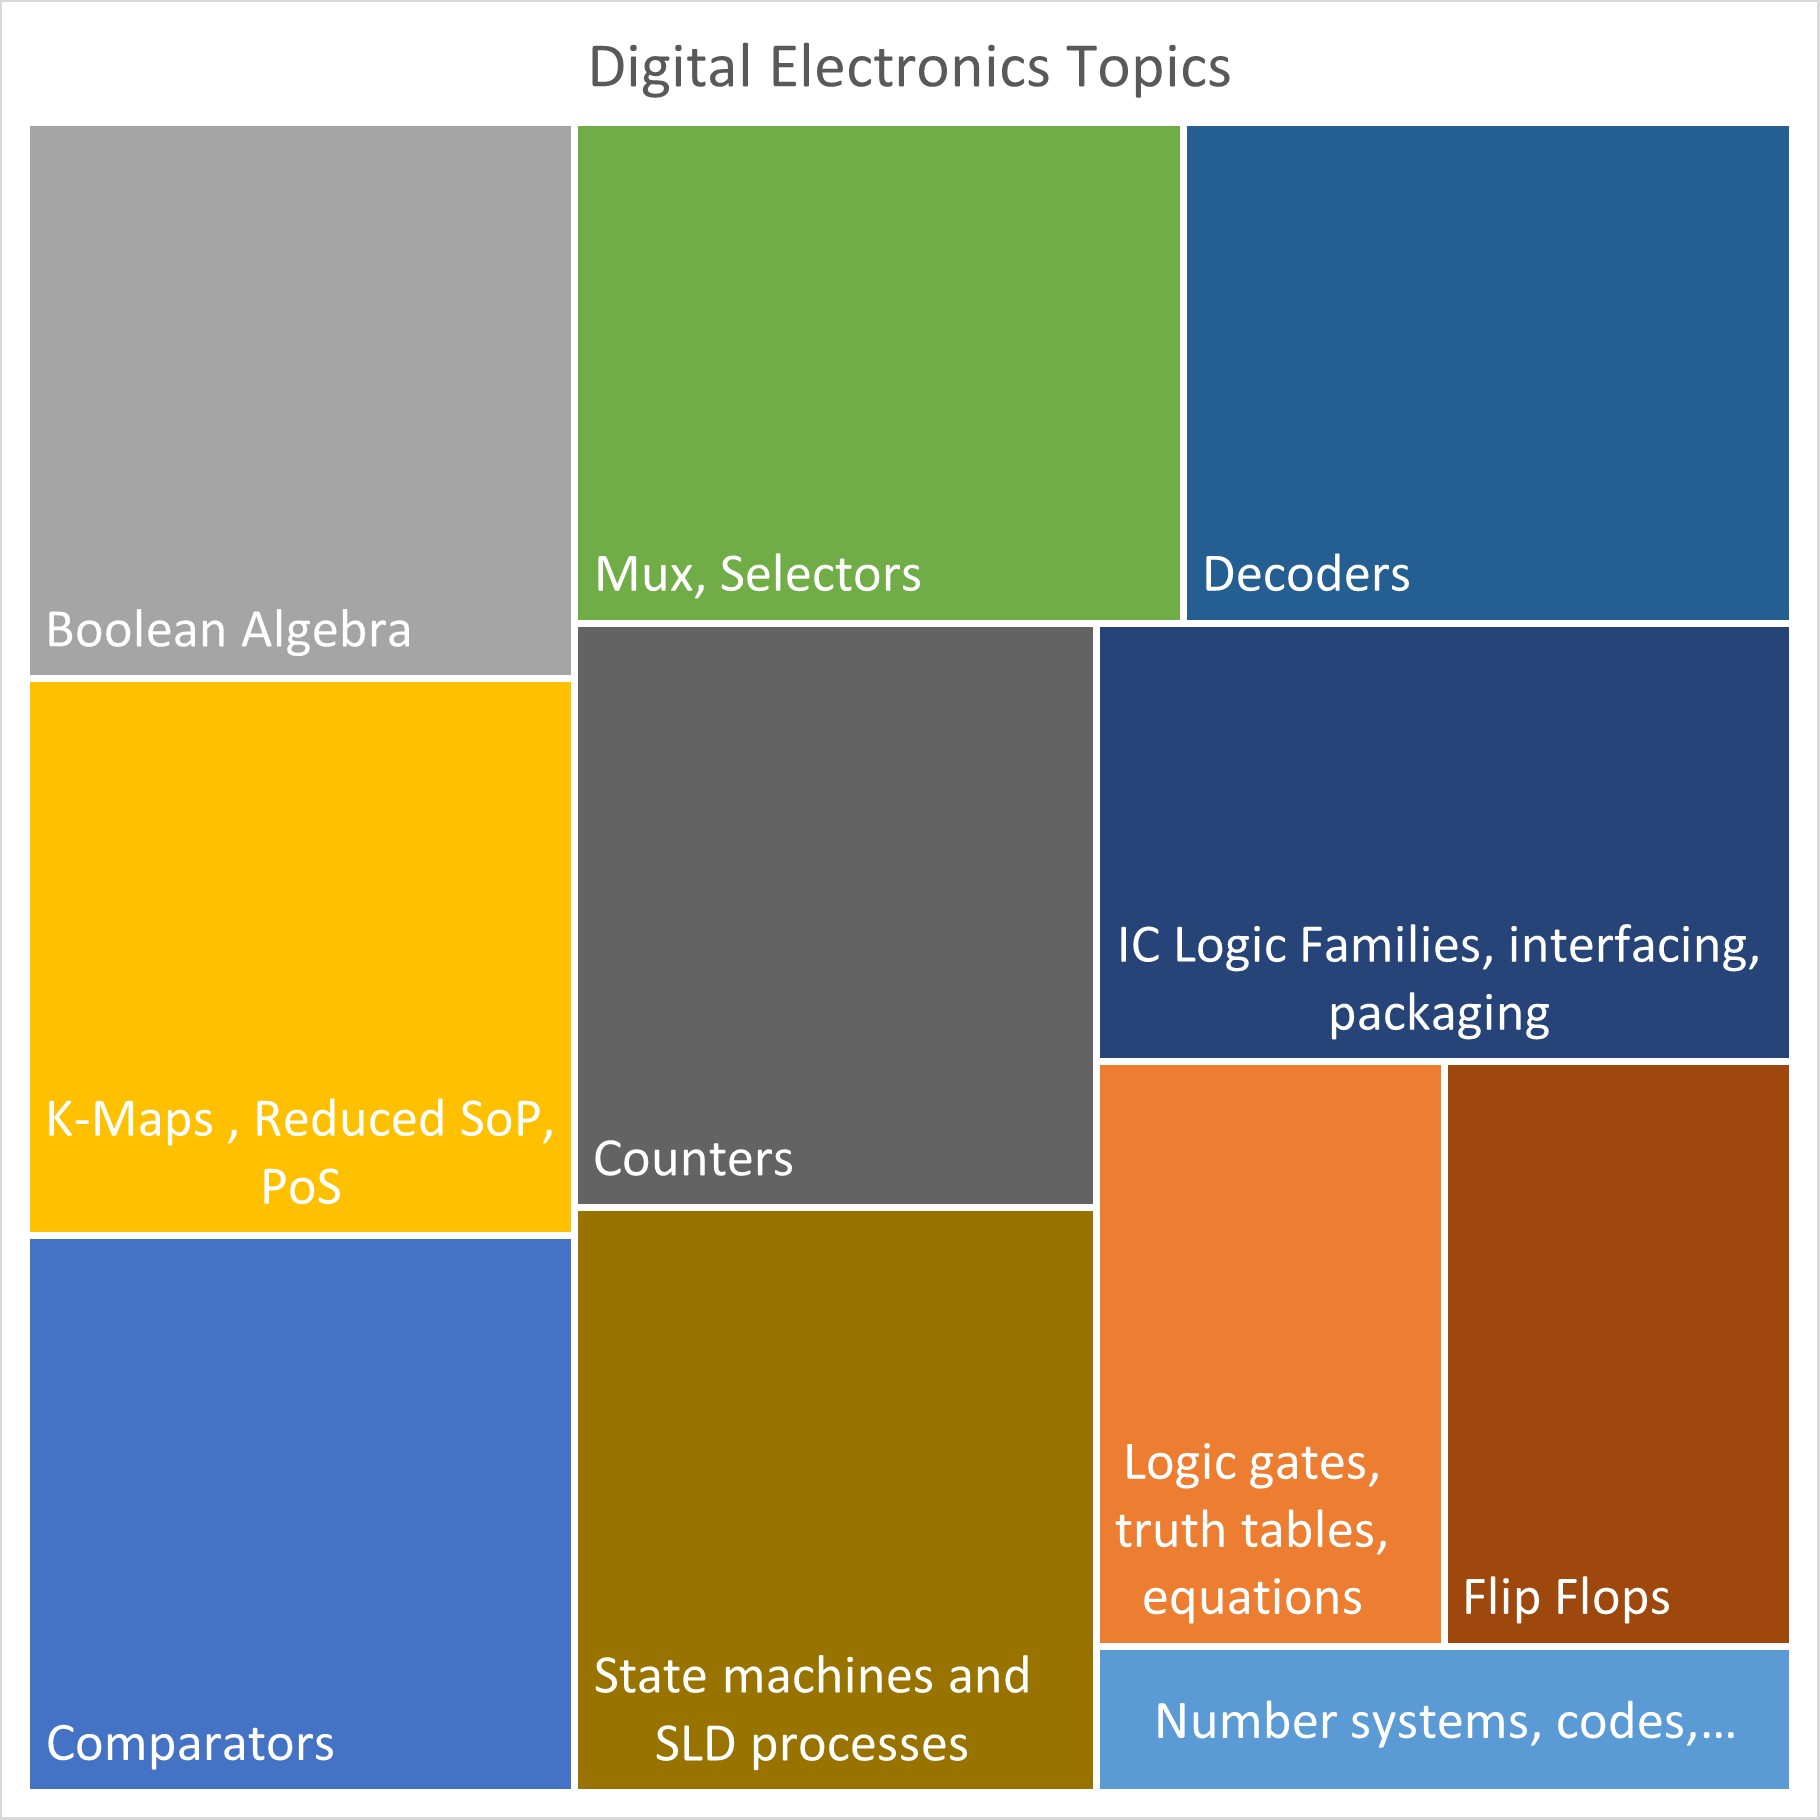 Digital Electronics Topics
Boolean Algebra
K-Maps , Reduced SoP,
PoS
Comparators
Mux, Selectors
Decoders
Counters
State machines and
SLD processes
IC Logic Families, interfacing,
packaging
Logic gates,
truth tables,
equations
Flip Flops
Number systems, codes,...